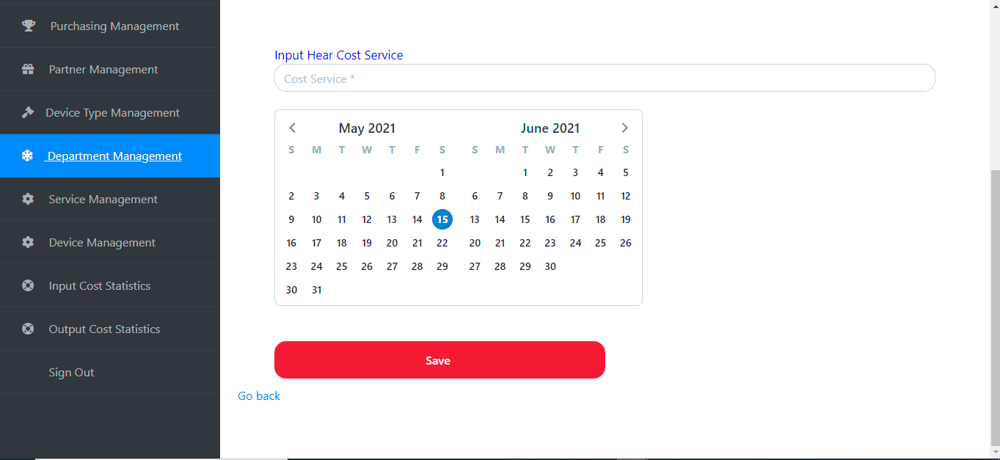 Purchasing Management
Partner Management
Device Type Management
Department Management
Service Management
Device Management
Input Cost Statistics
Output Cost Statistics
Sign Out
Input Hear Cost Service
Cost Service *
May 2021
S M T W T F S
1
2 3 4 5 6 7 8
9 10 11 12 13 14 15
16 17 18 19 20 21 22
23 24 25 26 27 28 29
30 31
June 2021
S M T W T F S
1 2 3 4 5
6 7 8 9 10 11 12
13 14 15 16 17 18 19
20 21 22 23 24 25 26
27 28 29 30
Save
Go back